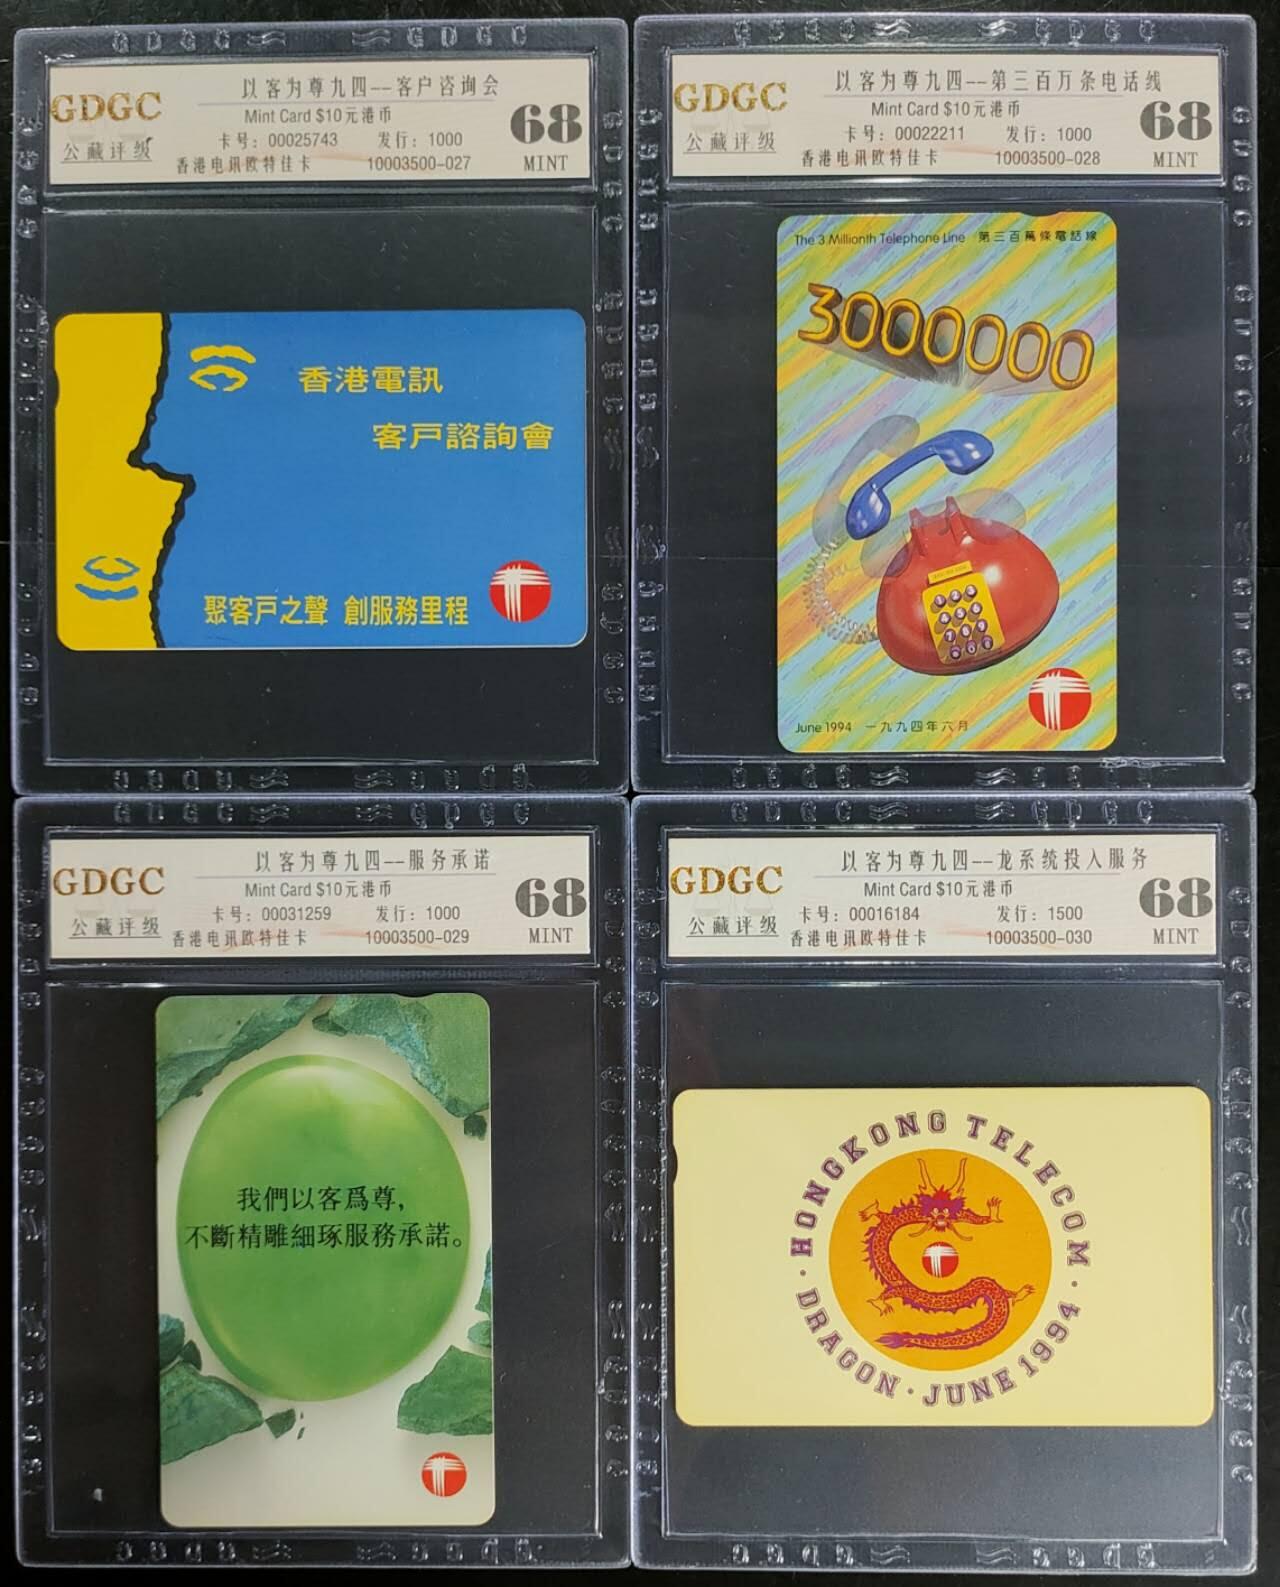 GDGC
公藏评级
以客为尊九四--客户咨询会
Mint Card $10元港币
卡号: 00025743 发行: 1000
香港电讯欧特佳卡 10003500-027
68
MINT
香港電訊
客戶諮詢會
聚客戶之聲 創服務里程
GDGC
公藏评级
以客为尊九四--第三百万条电话线
Mint Card $10元港币
卡号: 00022211 发行: 1000
香港电讯欧特佳卡 10003500-028
68
MINT
The 3 Millionth Telephone Line 第三百萬條電話線
3000000
June 1994 一九九四年六月
GDGC
公藏评级
以客为尊九四--服务承诺
Mint Card $10元港币
卡号: 00031259 发行: 1000
香港电讯欧特佳卡 10003500-029
68
MINT
我們以客爲尊,
不斷精雕細琢服務承諾。
GDGC
公藏评级
以客为尊九四--龙系统投入服务
Mint Card $10元港币
卡号: 00016184 发行: 1500
香港电讯欧特佳卡 10003500-030
68
MINT
HONGKONG TELECOM
· DRAGON · JUNE 1994 ·